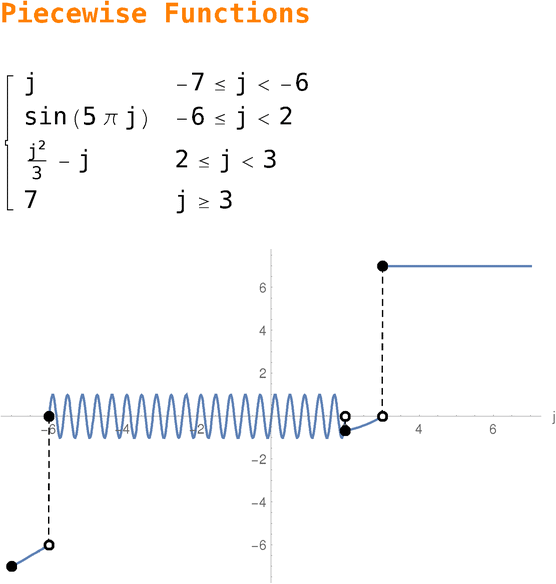 Piecewise Functions
j -7 ≤ j < -6
sin (5 π j) -6 ≤ j < 2
j²/3 - j 2 ≤ j < 3
7 j ≥ 3
6
4
2
-6 -4 -2 4 6 j
-2
-4
-6